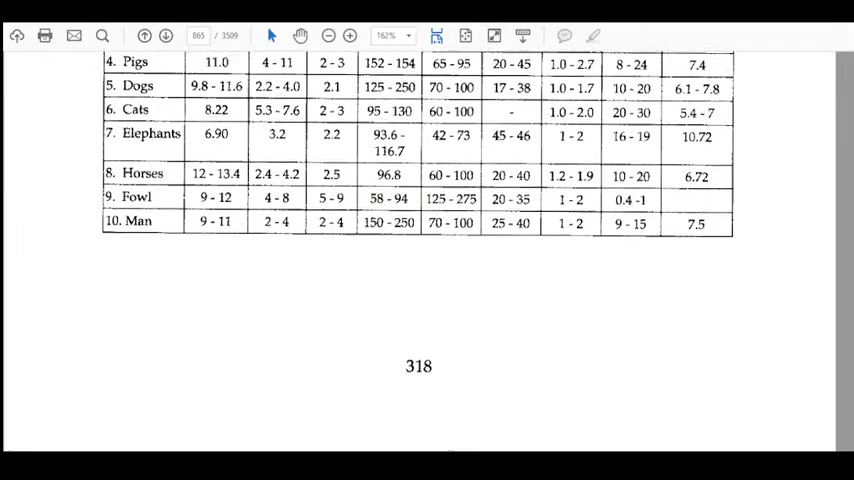 865 / 3509 162%
4. Pigs 11.0 4 - 11 2 - 3 152 - 154 65 - 95 20 - 45 1.0 - 2.7 8 - 24 7.4
5. Dogs 9.8 - 11.6 2.2 - 4.0 2.1 125 - 250 70 - 100 17 - 38 1.0 - 1.7 10 - 20 6.1 - 7.8
6. Cats 8.22 5.3 - 7.6 2 - 3 95 - 130 60 - 100 - 1.0 - 2.0 20 - 30 5.4 - 7
7. Elephants 6.90 3.2 2.2 93.6 - 42 - 73 45 - 46 1 - 2 16 - 19 10.72
116.7
8. Horses 12 - 13.4 2.4 - 4.2 2.5 96.8 60 - 100 20 - 40 1.2 - 1.9 10 - 20 6.72
9. Fowl 9 - 12 4 - 8 5 - 9 58 - 94 125 - 275 20 - 35 1 - 2 0.4 -1
10. Man 9 - 11 2 - 4 2 - 4 150 - 250 70 - 100 25 - 40 1 - 2 9 - 15 7.5
318